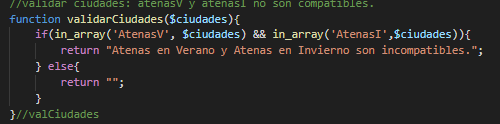 //validar ciudades: atenasV y atenasI no son compatibles.
function validarCiudades($ciudades){
if(in_array('AtenasV', $ciudades) && in_array('AtenasI',$ciudades)){
return "Atenas en Verano y Atenas en Invierno son incompatibles.";
} else{
return "";
}
}//valCiudades